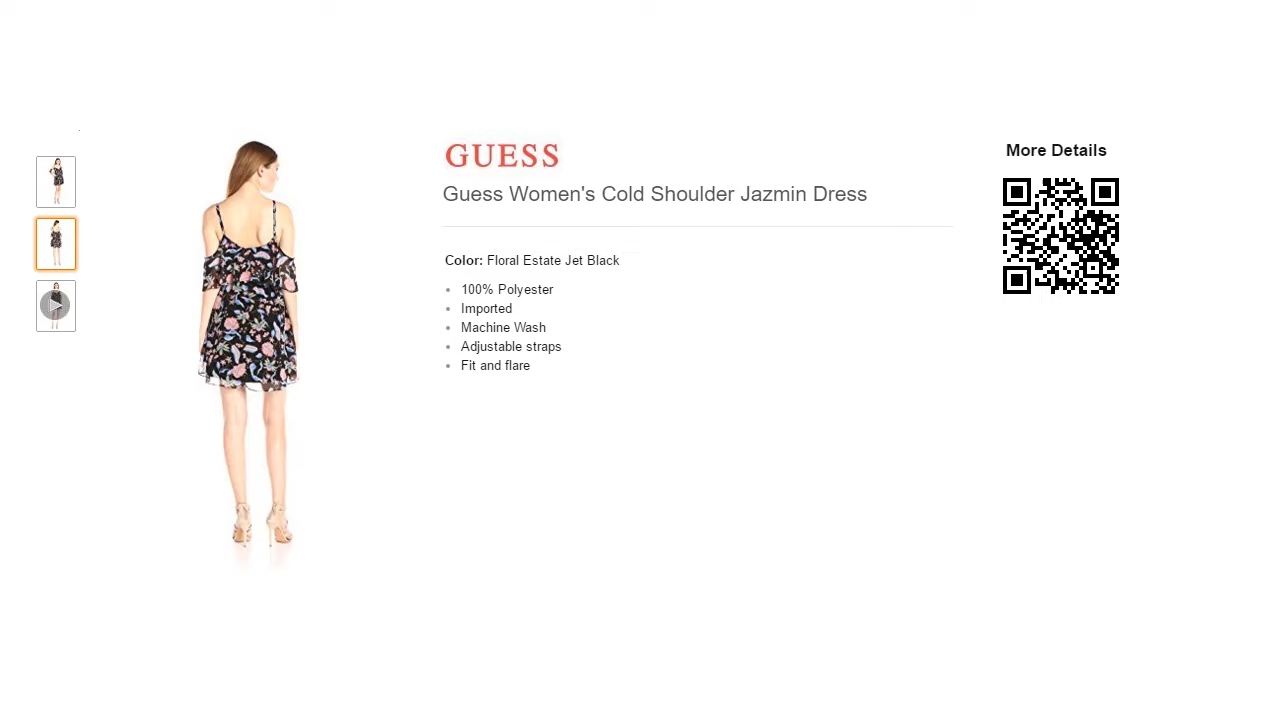 GUESS
Guess Women's Cold Shoulder Jazmin Dress
Color: Floral Estate Jet Black
100% Polyester
Imported
Machine Wash
Adjustable straps
Fit and flare
More Details